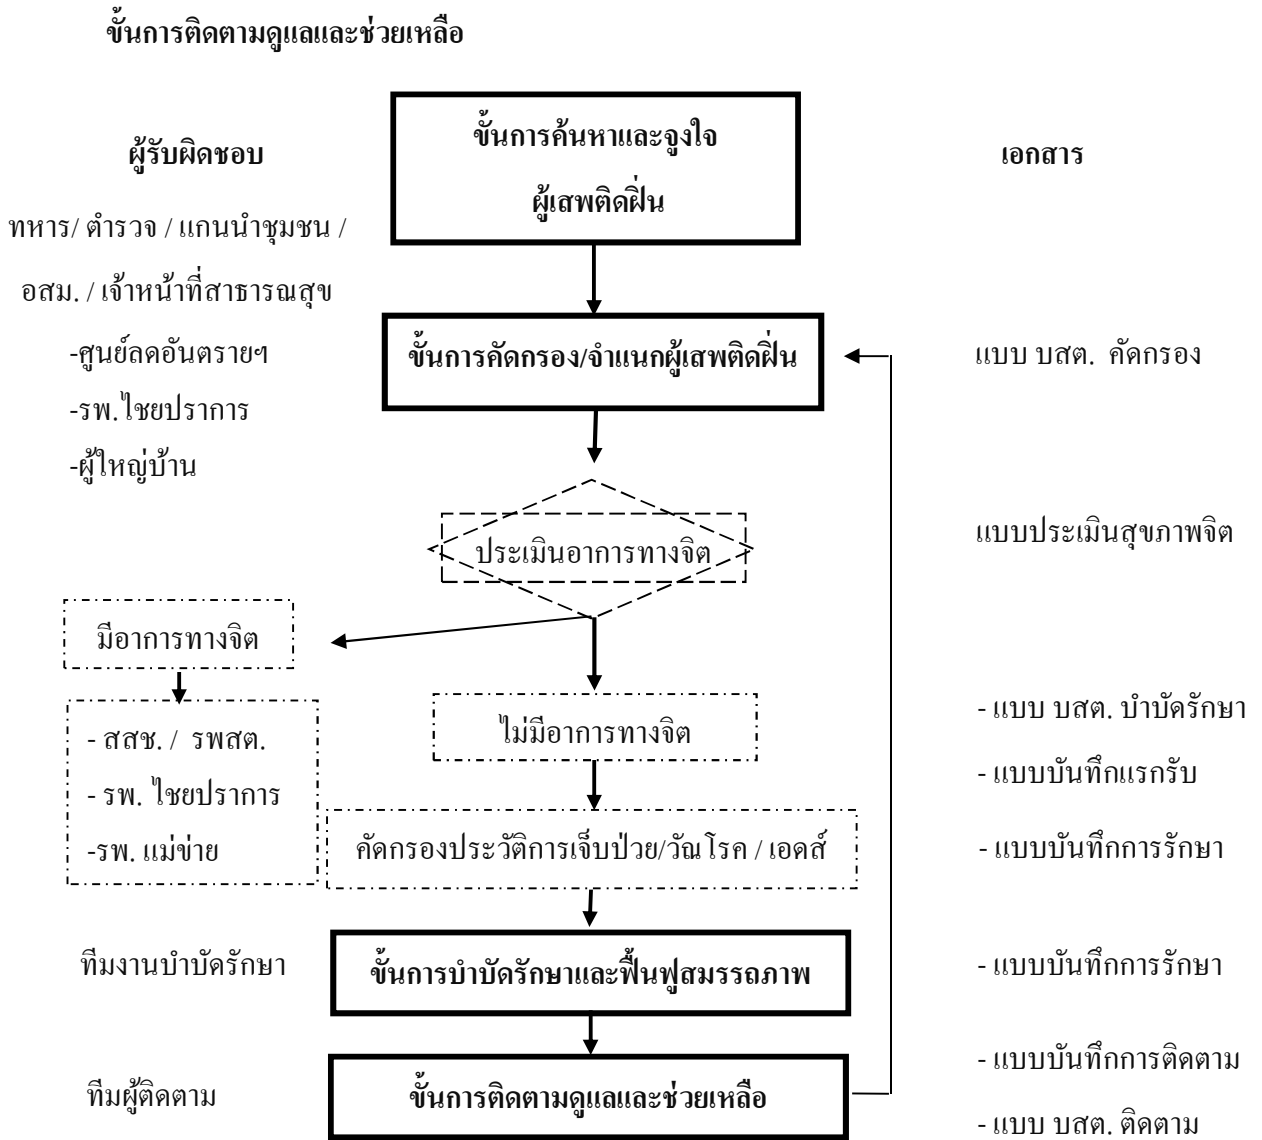 ขั้นการติดตามดูแลและช่วยเหลือ
ขั้นการค้นหาและจูงใจ
ผู้เสพติดฝิ่น
ผู้รับผิดชอบ
เอกสาร
ทหาร/ ตำรวจ / แกนนำชุมชน /
อสม. / เจ้าหน้าที่สาธารณสุข
-ศูนย์ลดอันตรายฯ
ขั้นการคัดกรอง/จำแนกผู้เสพติดฝิ่น
แบบ บสต.  คัดกรอง
-รพ.ไชยปราการ
-ผู้ใหญ่บ้าน
ประเมินอาการทางจิต
แบบประเมินสุขภาพจิต
มีอาการทางจิต
- สสช. /  รพสต.
- รพ. ไชยปราการ
-รพ. แม่ข่าย
ไม่มีอาการทางจิต
- แบบ บสต. บำบัดรักษา
- แบบบันทึกแรกรับ
คัดกรองประวัติการเจ็บป่วย/วัณโรค / เอดส์
- แบบบันทึกการรักษา
ทีมงานบำบัดรักษา
ขั้นการบำบัดรักษาและฟื้นฟูสมรรถภาพ
- แบบบันทึกการรักษา
ทีมผู้ติดตาม
ขั้นการติดตามดูแลและช่วยเหลือ
- แบบบันทึกการติดตาม
- แบบ บสต. ติดตาม